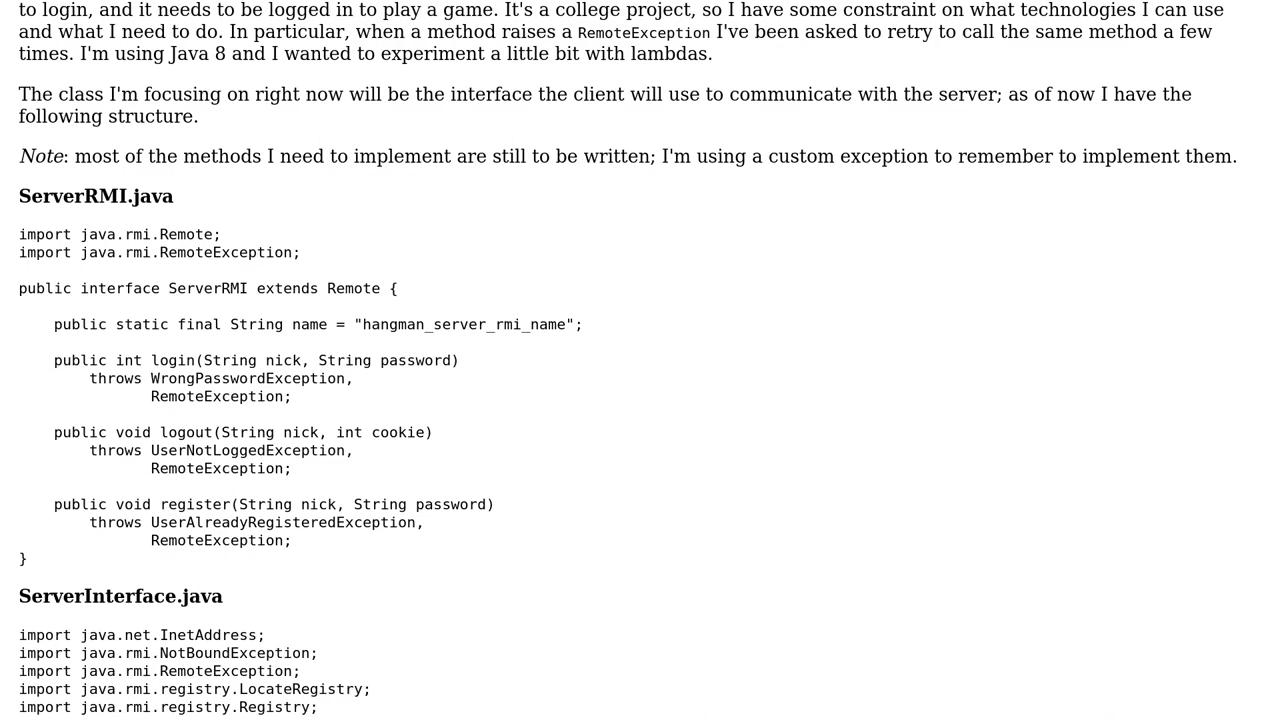 to login, and it needs to be logged in to play a game. It's a college project, so I have some constraint on what technologies I can use
and what I need to do. In particular, when a method raises a RemoteException I've been asked to retry to call the same method a few
times. I'm using Java 8 and I wanted to experiment a little bit with lambdas.
The class I'm focusing on right now will be the interface the client will use to communicate with the server; as of now I have the
following structure.
Note: most of the methods I need to implement are still to be written; I'm using a custom exception to remember to implement them.
ServerRMI.java
import java.rmi.Remote;
import java.rmi.RemoteException;
public interface ServerRMI extends Remote {
    public static final String name = "hangman_server_rmi_name";
    public int login(String nick, String password)
        throws WrongPasswordException,
               RemoteException;
    public void logout(String nick, int cookie)
        throws UserNotLoggedException,
               RemoteException;
    public void register(String nick, String password)
        throws UserAlreadyRegisteredException,
               RemoteException;
}
ServerInterface.java
import java.net.InetAddress;
import java.rmi.NotBoundException;
import java.rmi.RemoteException;
import java.rmi.registry.LocateRegistry;
import java.rmi.registry.Registry;